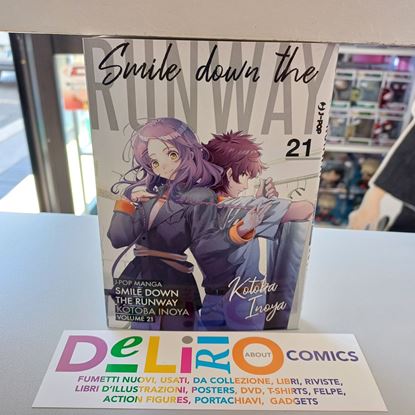 Smile down the
RUNWAY
J-POP
21
J-POP MANGA
SMILE DOWN
THE RUNWAY
KOTOBA INOYA
VOLUME 21
Kotoba
Inoya
DeLiRiO ABOUT COMICS
FUMETTI NUOVI, USATI, DA COLLEZIONE, LIBRI, RIVISTE,
LIBRI D'ILLUSTRAZIONI, POSTERS, DVD, T-SHIRTS, FELPE,
ACTION FIGURES, PORTACHIAVI, GADGETS